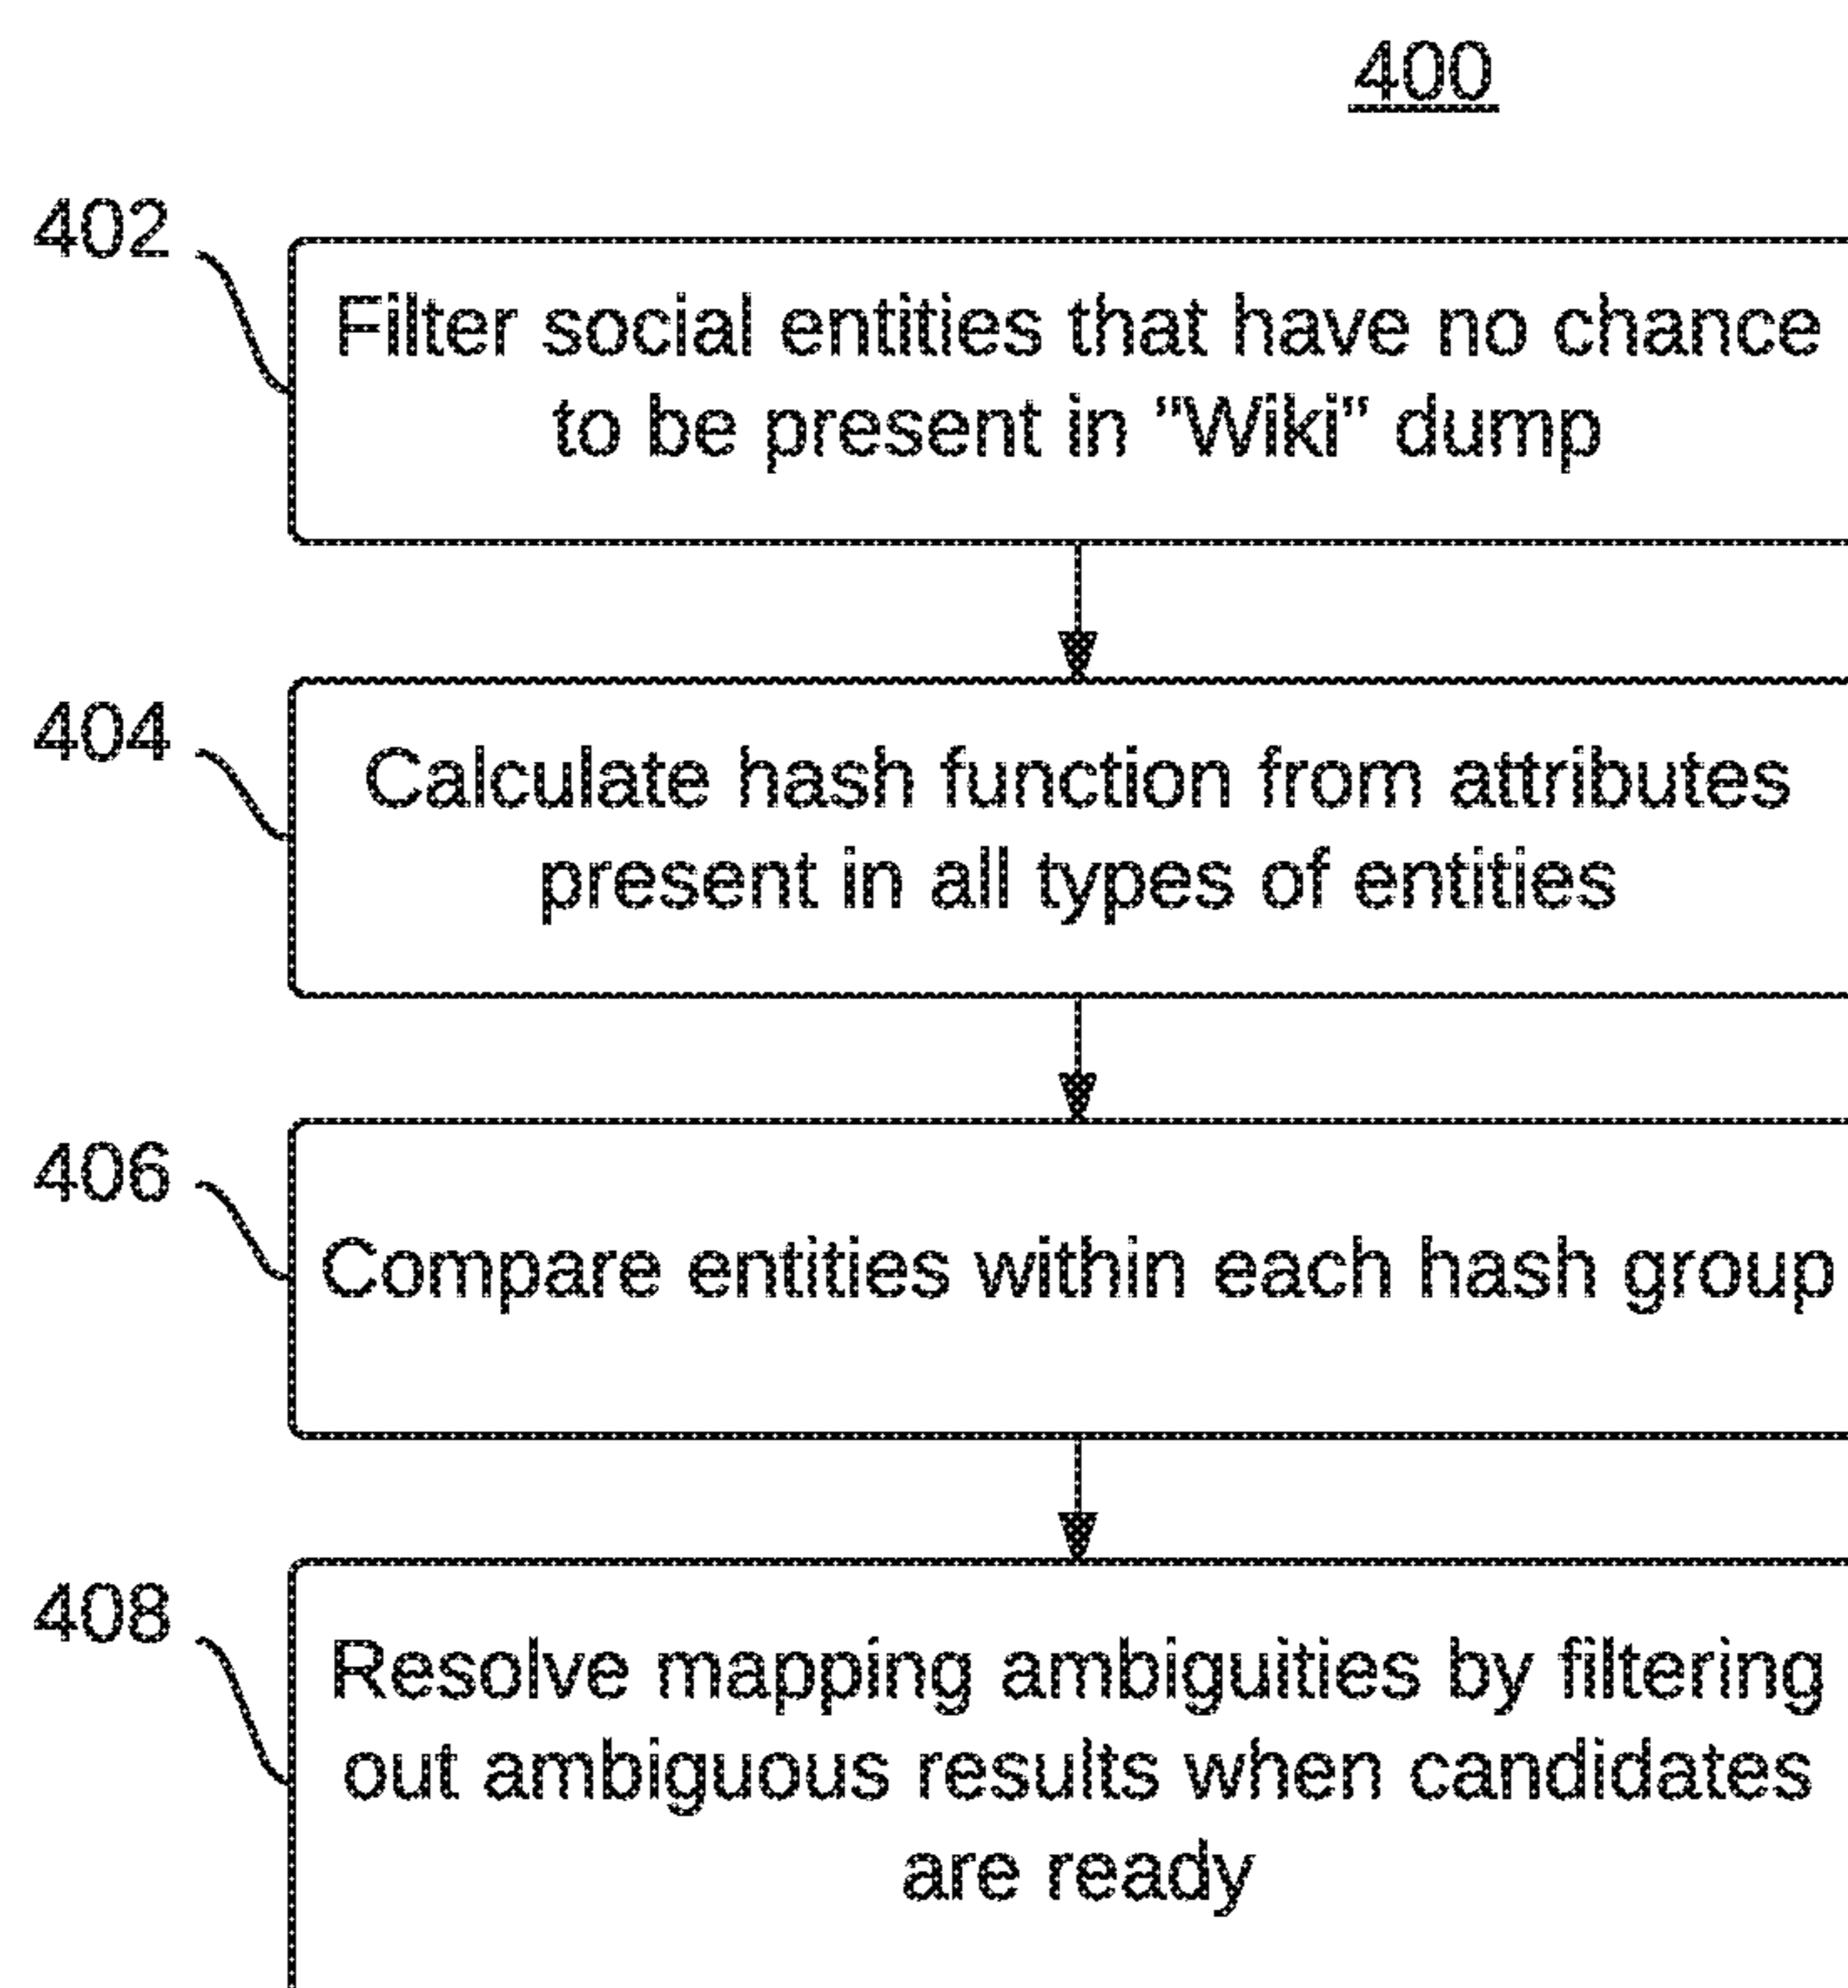 400
402
Filter social entities that have no chance
to be present in "Wiki" dump
404
Calculate hash function from attributes
present in all types of entities
406
Compare entities within each hash group
408
Resolve mapping ambiguities by filtering
out ambiguous results when candidates
are ready